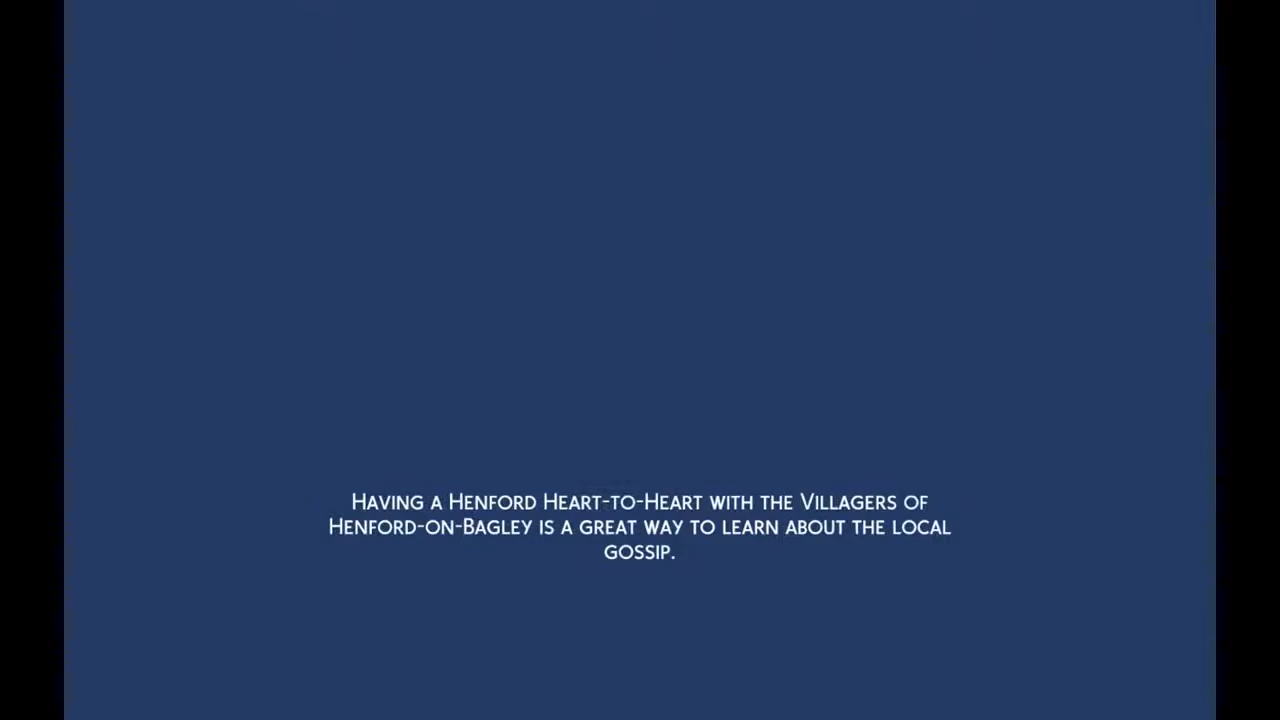 Having a Henford Heart-to-Heart with the Villagers of
Henford-on-Bagley is a great way to learn about the local
gossip.